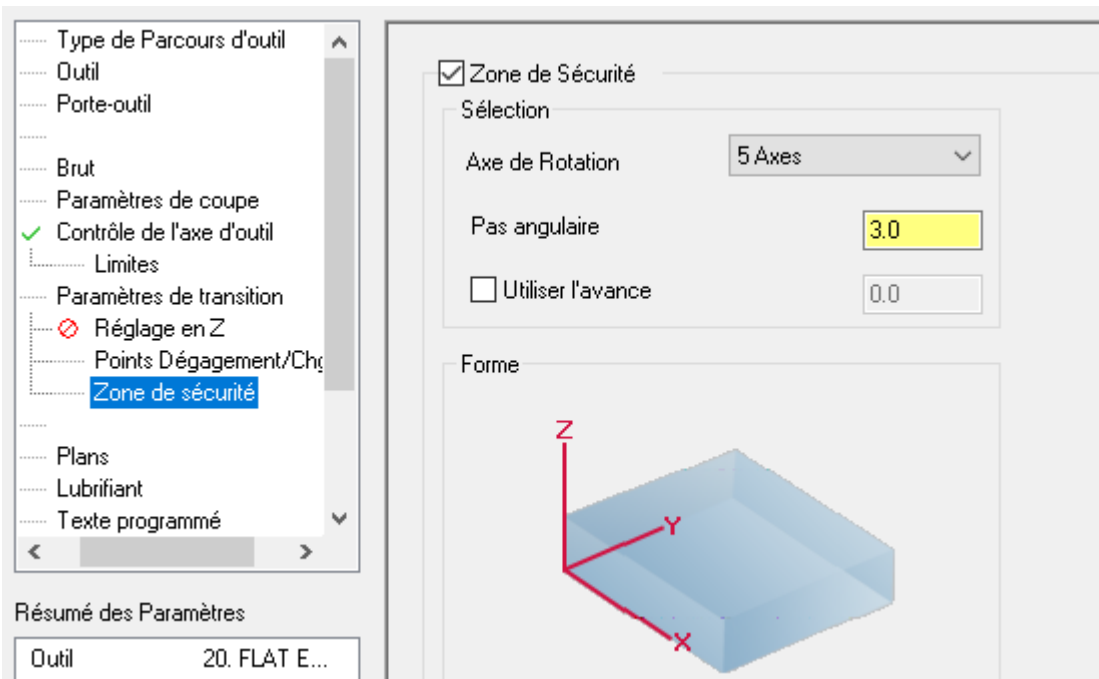 Type de Parcours d'outil
Outil
Porte-outil
Brut
Paramètres de coupe
Contrôle de l'axe d'outil
Limites
Paramètres de transition
Réglage en Z
Points Dégagement/Chg
Zone de sécurité
Plans
Lubrifiant
Texte programmé
Résumé des Paramètres
Outil 20. FLAT E...
Zone de Sécurité
Sélection
Axe de Rotation 5 Axes
Pas angulaire 3.0
Utiliser l'avance 0.0
Forme
Z
Y
X